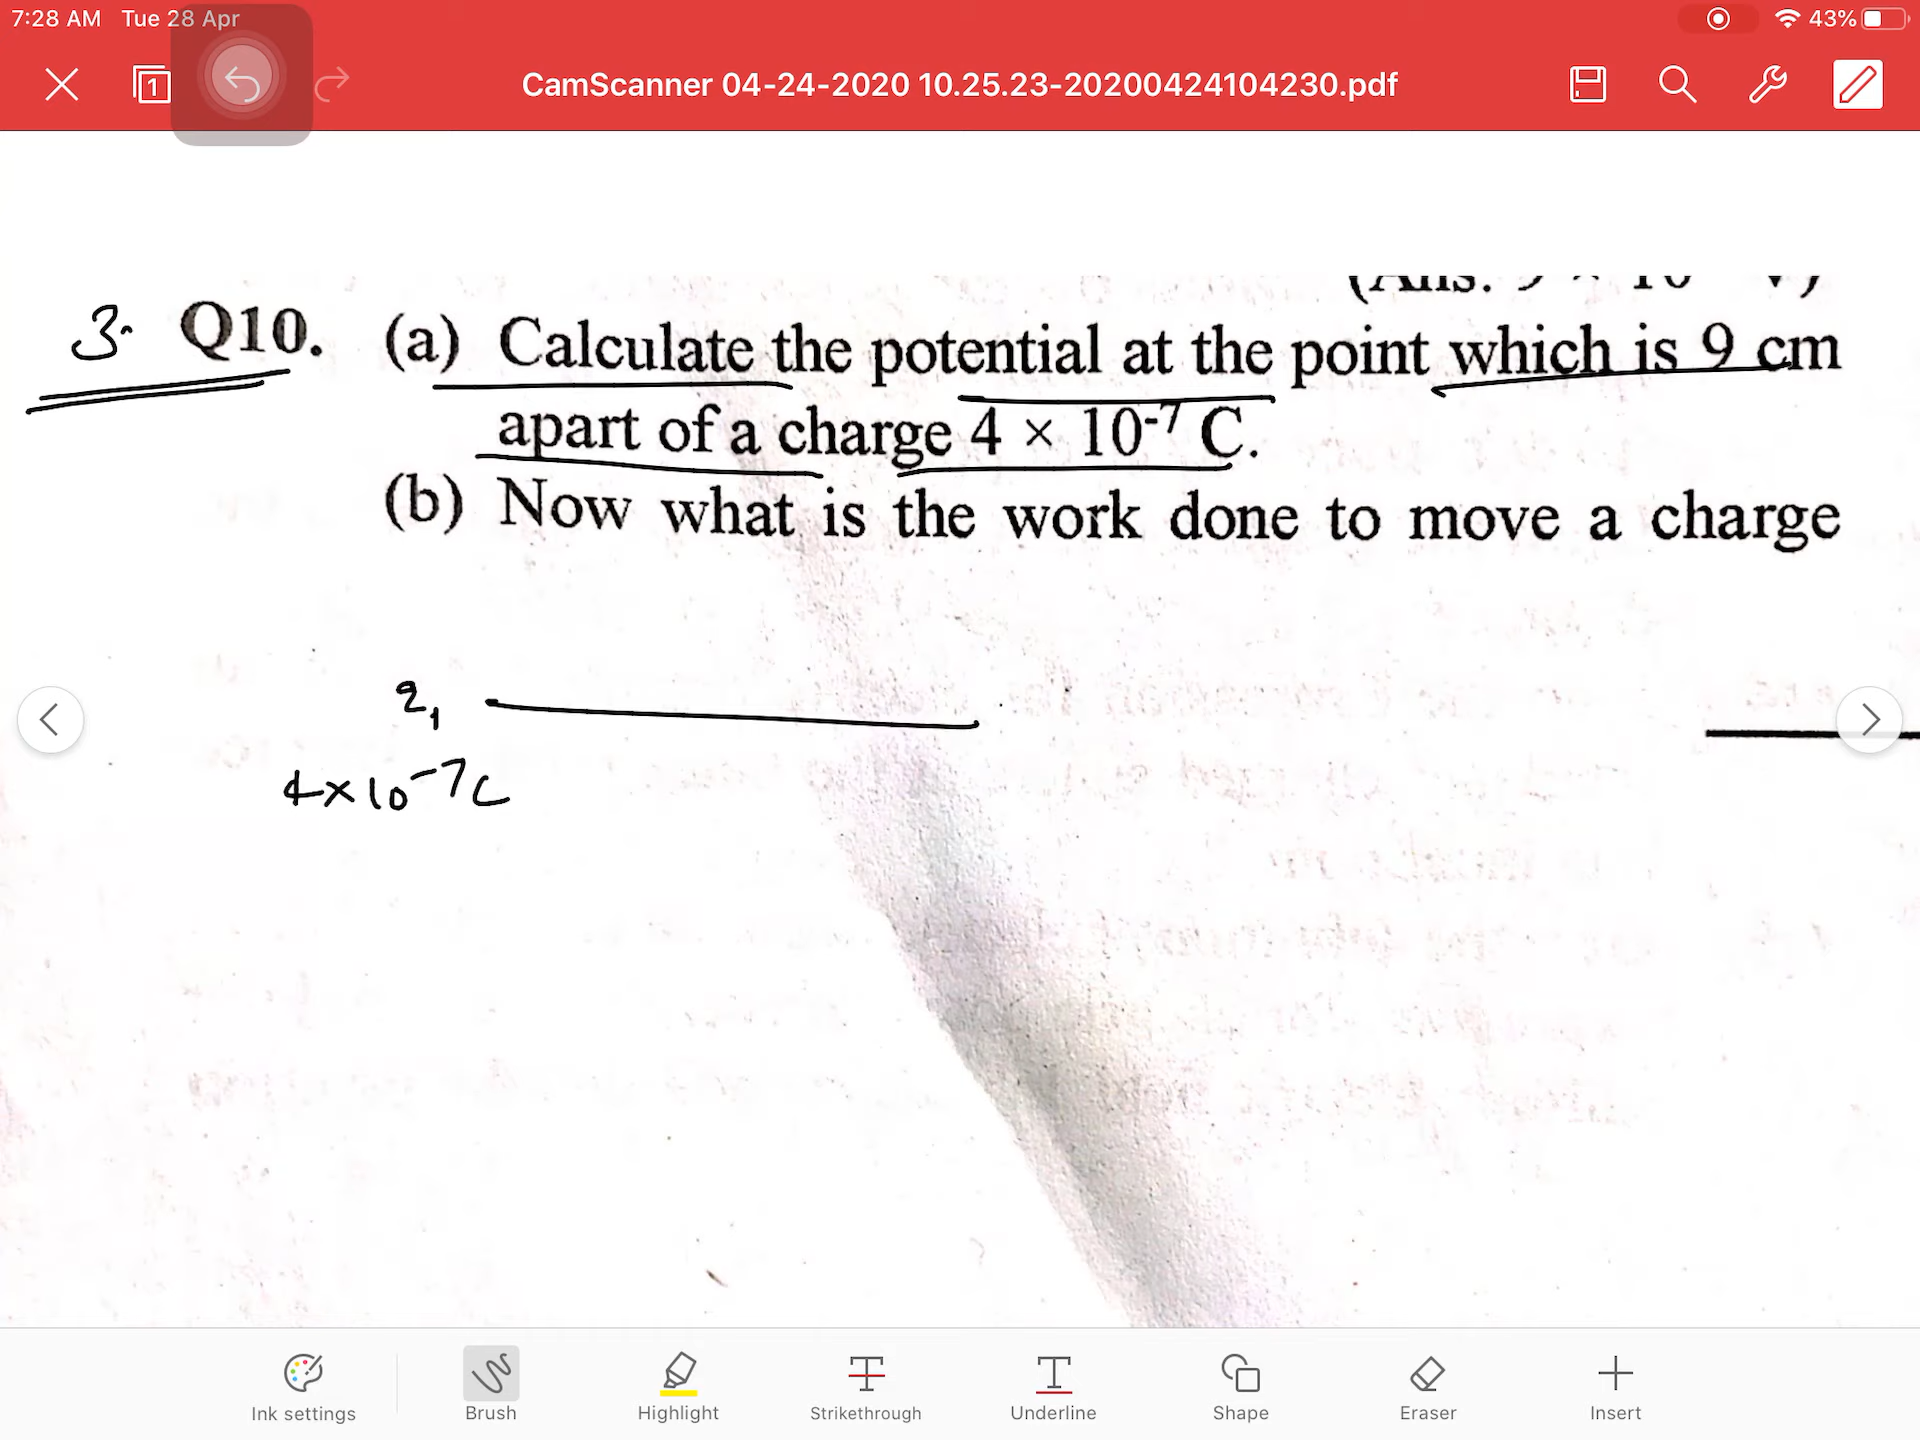 7:28 AM Tue 28 Apr
43%
1
CamScanner 04-24-2020 10.25.23-20200424104230.pdf
3. Q10. (a) Calculate the potential at the point which is 9 cm
apart of a charge 4 × 10⁻⁷ C.
(b) Now what is the work done to move a charge
q₁
4×10⁻⁷C
Ink settings
Brush
Highlight
Strikethrough
Underline
Shape
Eraser
Insert